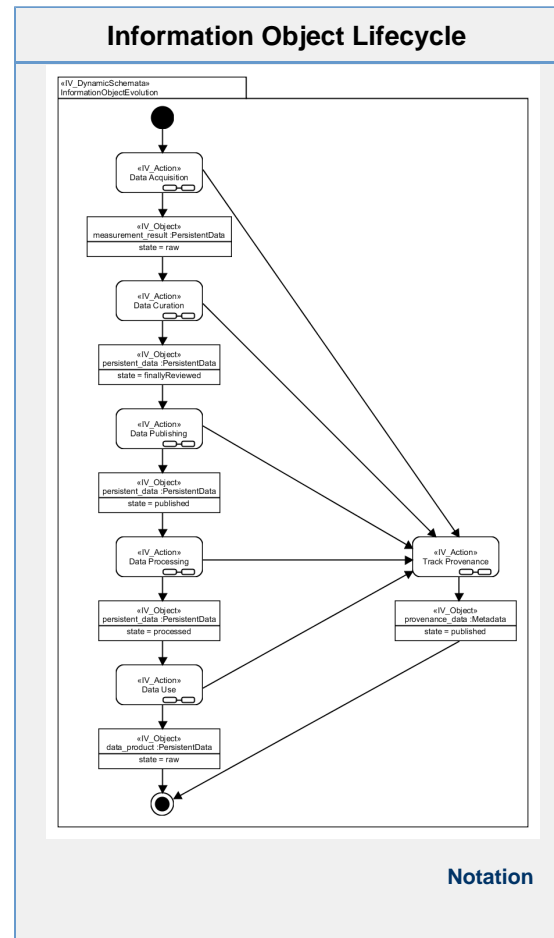 Information Object Lifecycle
«IV_DynamicSchemata»
InformationObjectEvolution
«IV_Action»
Data Acquisition
«IV_Object»
measurement_result :PersistentData
state = raw
«IV_Action»
Data Curation
«IV_Object»
persistent_data :PersistentData
state = finallyReviewed
«IV_Action»
Data Publishing
«IV_Object»
persistent_data :PersistentData
state = published
«IV_Action»
Data Processing
«IV_Action»
Track Provenance
«IV_Object»
persistent_data :PersistentData
state = processed
«IV_Object»
provenance_data :Metadata
state = published
«IV_Action»
Data Use
«IV_Object»
data_product :PersistentData
state = raw
Notation